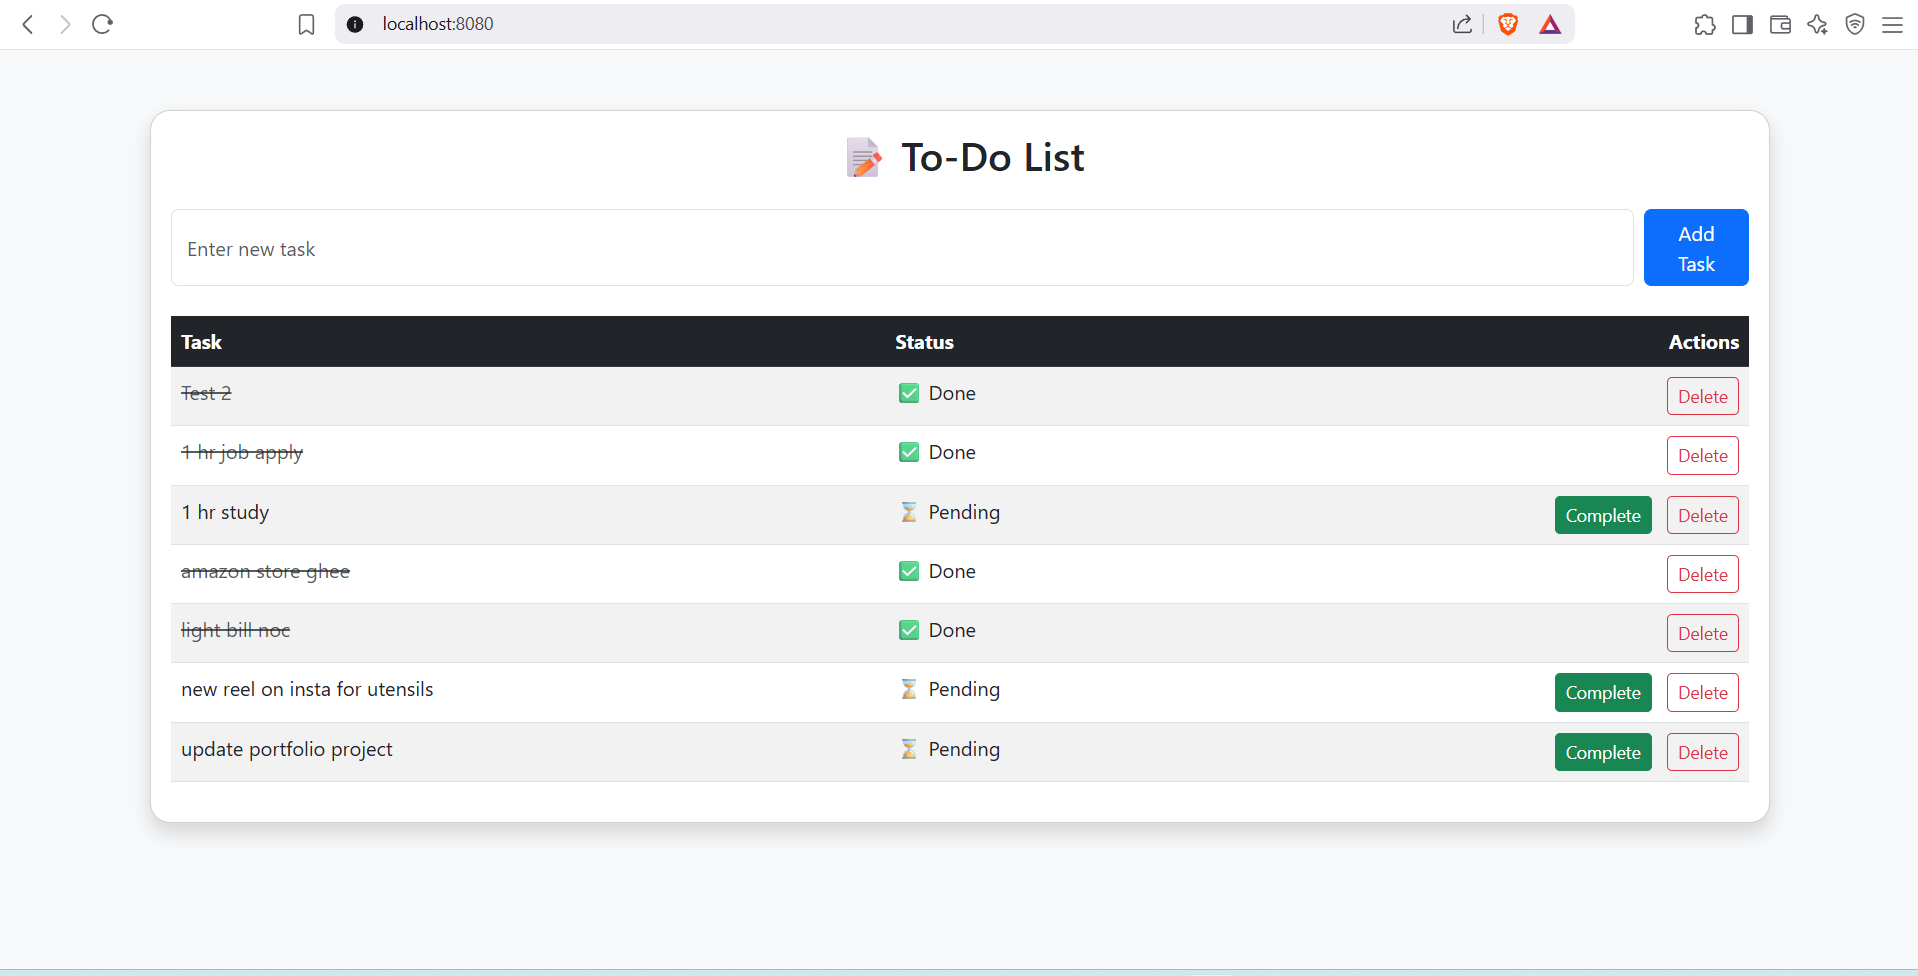 localhost:8080
To-Do List
Enter new task
Add
Task
Task Status Actions
Test 2 Done Delete
1 hr job apply Done Delete
1 hr study Pending Complete Delete
amazon store ghee Done Delete
light bill noc Done Delete
new reel on insta for utensils Pending Complete Delete
update portfolio project Pending Complete Delete